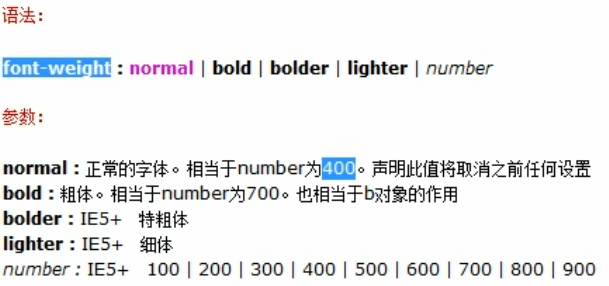 语法:
font-weight : normal | bold | bolder | lighter | number
参数:
normal : 正常的字体。相当于number为400。声明此值将取消之前任何设置
bold : 粗体。相当于number为700。也相当于b对象的作用
bolder : IE5+ 特粗体
lighter : IE5+ 细体
number : IE5+ 100 | 200 | 300 | 400 | 500 | 600 | 700 | 800 | 900